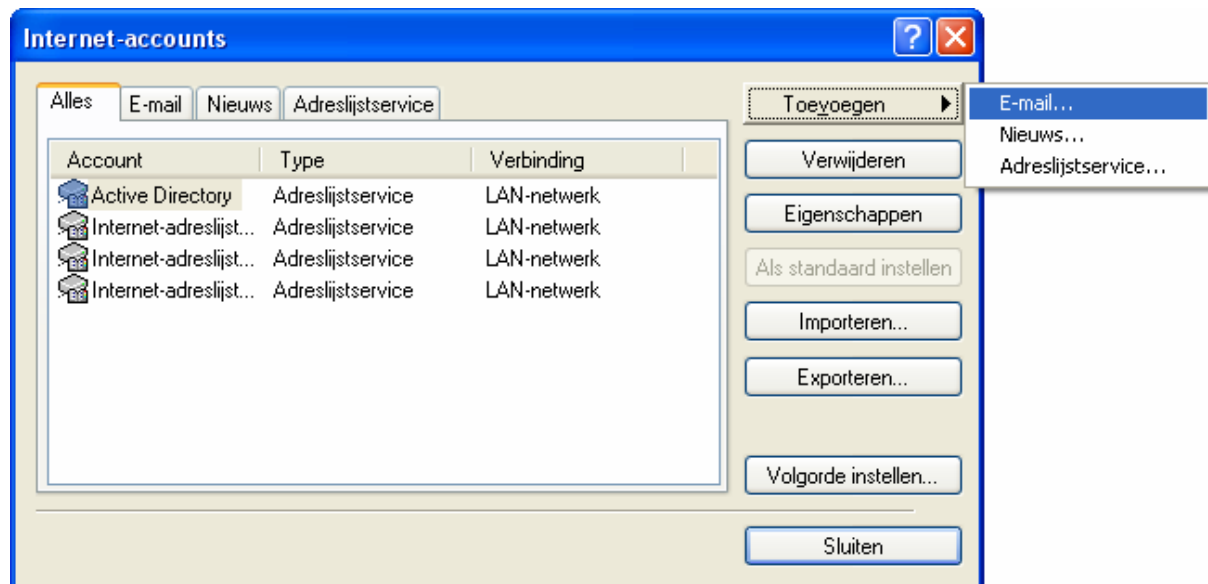 Internet-accounts
Alles E-mail Nieuws Adreslijstservice
Toevoegen
E-mail...
Nieuws...
Adreslijstservice...
Account Type Verbinding
Verwijderen
Active Directory Adreslijstservice LAN-netwerk
Eigenschappen
Internet-adreslijst... Adreslijstservice LAN-netwerk
Internet-adreslijst... Adreslijstservice LAN-netwerk
Als standaard instellen
Internet-adreslijst... Adreslijstservice LAN-netwerk
Importeren...
Exporteren...
Volgorde instellen...
Sluiten